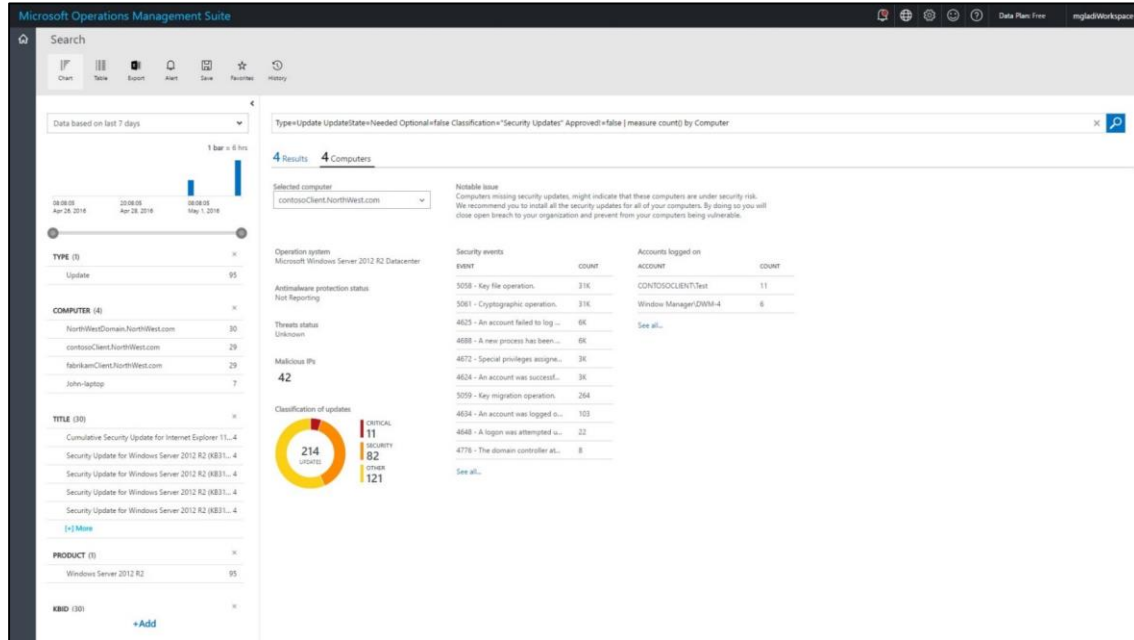 Microsoft Operations Management Suite
Data Plan: Free
mgladiWorkspace
Search
Chart
Table
Export
Alert
Save
Favorites
History
Data based on last 7 days
1 bar = 6 hrs
08:08:05
Apr 26, 2016
20:08:05
Apr 28, 2016
08:08:05
May 1, 2016
TYPE (1)
Update 95
COMPUTER (4)
NorthWestDomain.NorthWest.com 30
contosoClient.NorthWest.com 29
fabrikamClient.NorthWest.com 29
John-laptop 7
TITLE (30)
Cumulative Security Update for Internet Explorer 11... 4
Security Update for Windows Server 2012 R2 (KB31... 4
Security Update for Windows Server 2012 R2 (KB31... 4
Security Update for Windows Server 2012 R2 (KB31... 4
Security Update for Windows Server 2012 R2 (KB31... 4
[+] More
PRODUCT (1)
Windows Server 2012 R2 95
KBID (30)
+Add
Type=Update UpdateState=Needed Optional=false Classification="Security Updates" Approved!=false | measure count() by Computer
4 Results 4 Computers
Selected computer
contosoClient.NorthWest.com
Notable issue
Computers missing security updates, might indicate that these computers are under security risk.
We recommend you to install all the security updates for all of your computers. By doing so you will
close open breach to your organization and prevent from your computers being vulnerable.
Operation system
Microsoft Windows Server 2012 R2 Datacenter
Antimalware protection status
Not Reporting
Threats status
Unknown
Malicious IPs
42
Classification of updates
214
UPDATES
CRITICAL
11
SECURITY
82
OTHER
121
Security events
EVENT COUNT
5058 - Key file operation. 31K
5061 - Cryptographic operation. 31K
4625 - An account failed to log ... 6K
4688 - A new process has been ... 6K
4672 - Special privileges assigne... 3K
4624 - An account was successf... 3K
5059 - Key migration operation. 264
4634 - An account was logged o... 103
4648 - A logon was attempted u... 22
4776 - The domain controller at... 8
See all...
Accounts logged on
ACCOUNT COUNT
CONTOSOCLIENT\Test 11
Window Manager\DWM-4 6
See all...